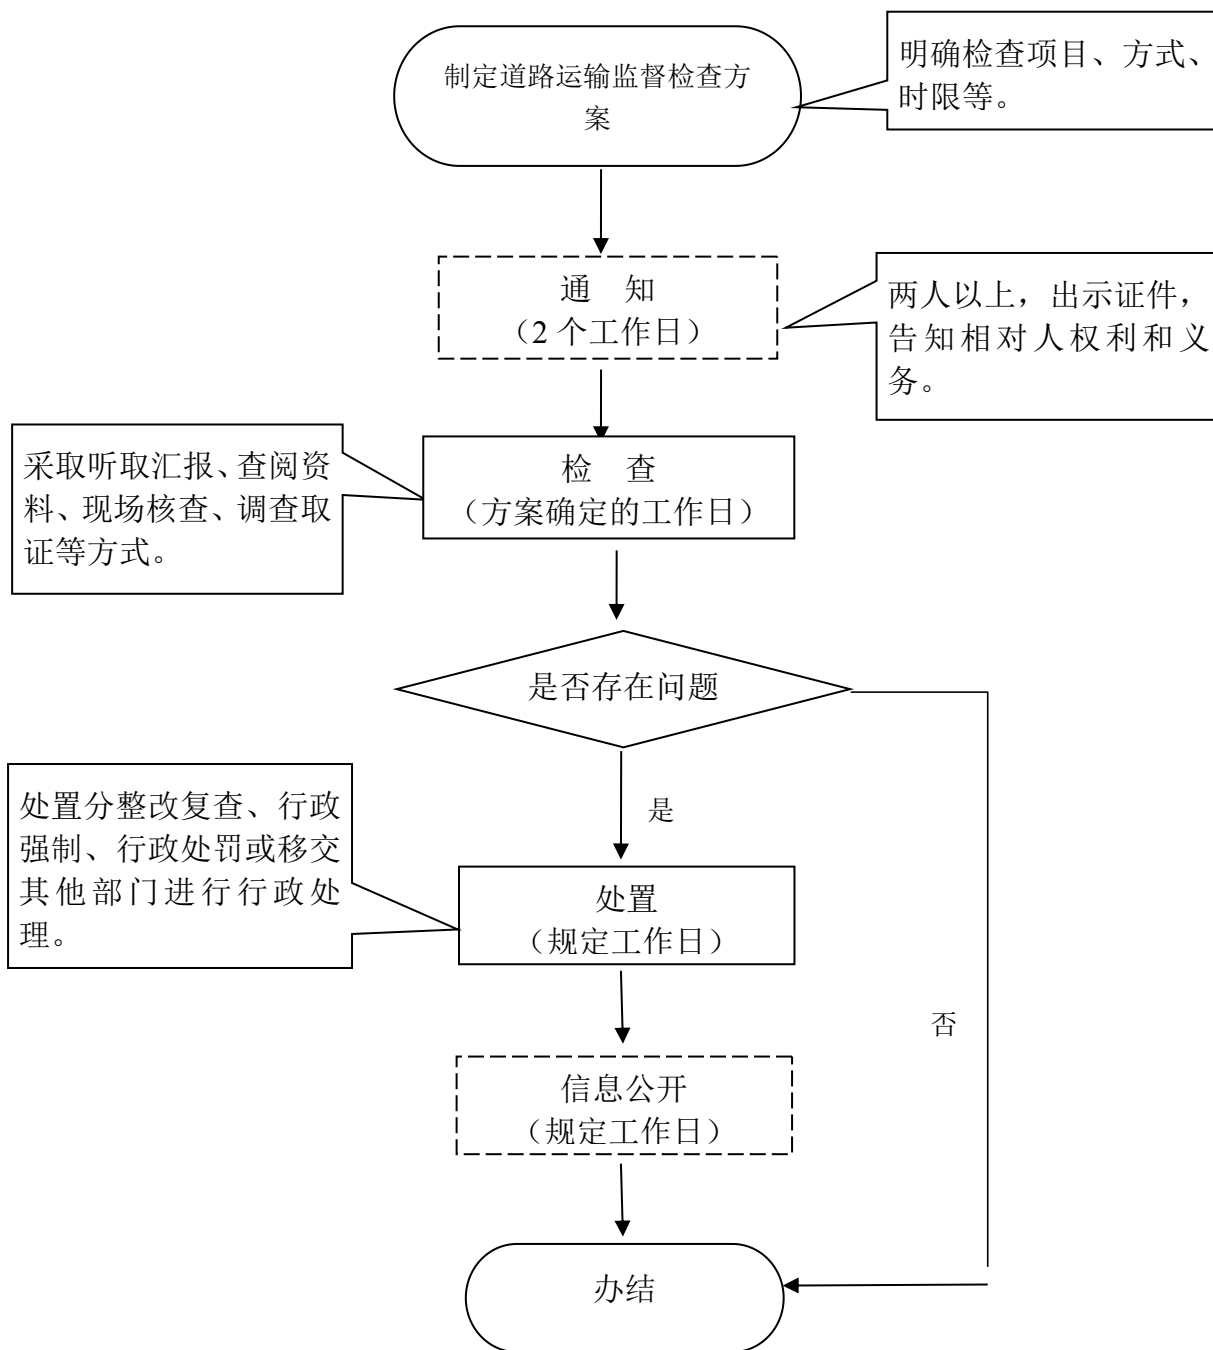 制定道路运输监督检查方
案
明确检查项目、方式、
时限等。
通　知
（2 个工作日）
两人以上，出示证件，
告知相对人权利和义
务。
采取听取汇报、查阅资
料、现场核查、调查取
证等方式。
检　查
（方案确定的工作日）
是否存在问题
是
处置分整改复查、行政
强制、行政处罚或移交
其他部门进行行政处
理。
处置
（规定工作日）
否
信息公开
（规定工作日）
办结